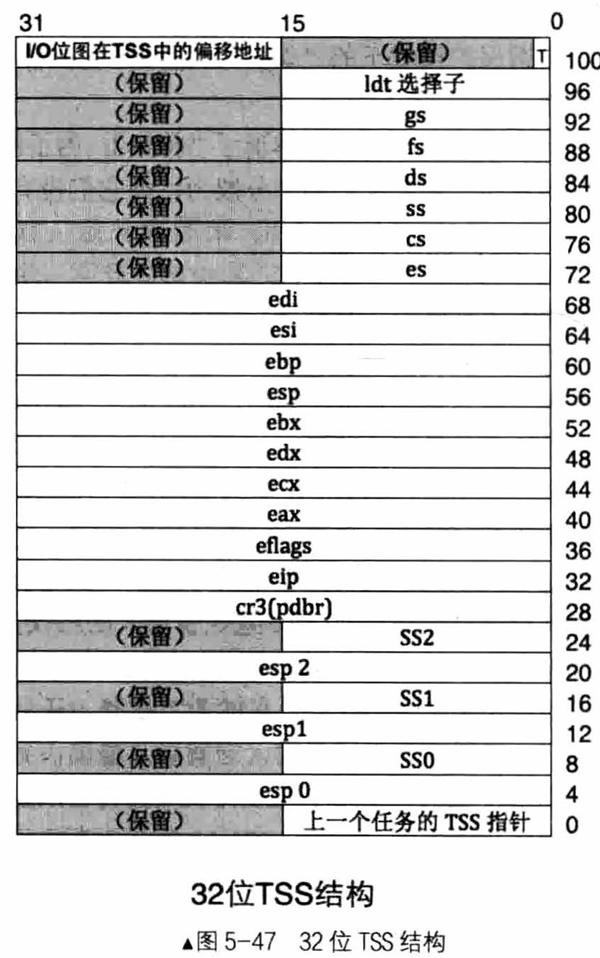 31 15 0
I/O位图在TSS中的偏移地址 （保留） T 100
（保留） ldt 选择子 96
（保留） gs 92
（保留） fs 88
（保留） ds 84
（保留） ss 80
（保留） cs 76
（保留） es 72
edi 68
esi 64
ebp 60
esp 56
ebx 52
edx 48
ecx 44
eax 40
eflags 36
eip 32
cr3(pdbr) 28
（保留） SS2 24
esp 2 20
（保留） SS1 16
esp1 12
（保留） SS0 8
esp 0 4
（保留） 上一个任务的 TSS 指针 0
32位TSS结构
▲图 5-47 32 位 TSS 结构